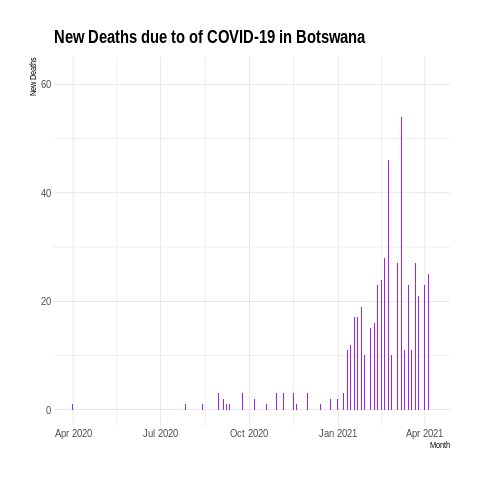 New Deaths due to of COVID-19 in Botswana
New Deaths
60
40
20
0
Apr 2020 Jul 2020 Oct 2020 Jan 2021 Apr 2021
Month